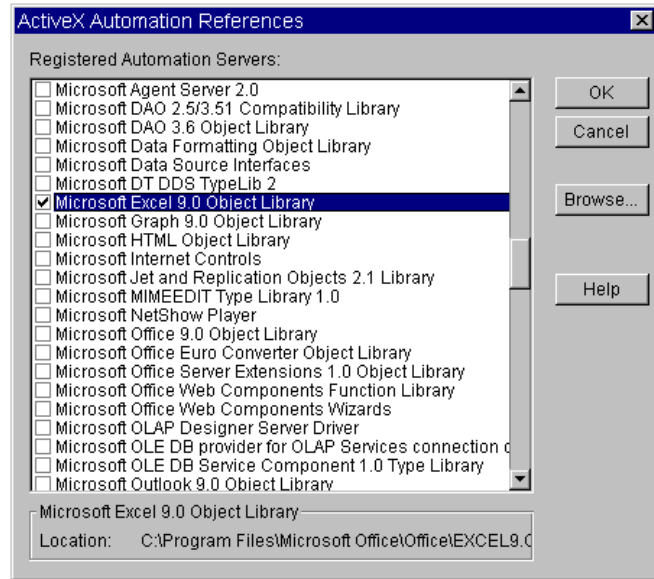 ActiveX Automation References
Registered Automation Servers:
Microsoft Agent Server 2.0
Microsoft DAO 2.5/3.51 Compatibility Library
Microsoft DAO 3.6 Object Library
Microsoft Data Formatting Object Library
Microsoft Data Source Interfaces
Microsoft DT DDS TypeLib 2
Microsoft Excel 9.0 Object Library
Microsoft Graph 9.0 Object Library
Microsoft HTML Object Library
Microsoft Internet Controls
Microsoft Jet and Replication Objects 2.1 Library
Microsoft MIMEEDIT Type Library 1.0
Microsoft NetShow Player
Microsoft Office 9.0 Object Library
Microsoft Office Euro Converter Object Library
Microsoft Office Server Extensions 1.0 Object Library
Microsoft Office Web Components Function Library
Microsoft Office Web Components Wizards
Microsoft OLAP Designer Server Driver
Microsoft OLE DB provider for OLAP Services connection
Microsoft OLE DB Service Component 1.0 Type Library
Microsoft Outlook 9.0 Object Library
OK
Cancel
Browse...
Help
Microsoft Excel 9.0 Object Library
Location: C:\Program Files\Microsoft Office\Office\EXCEL9.